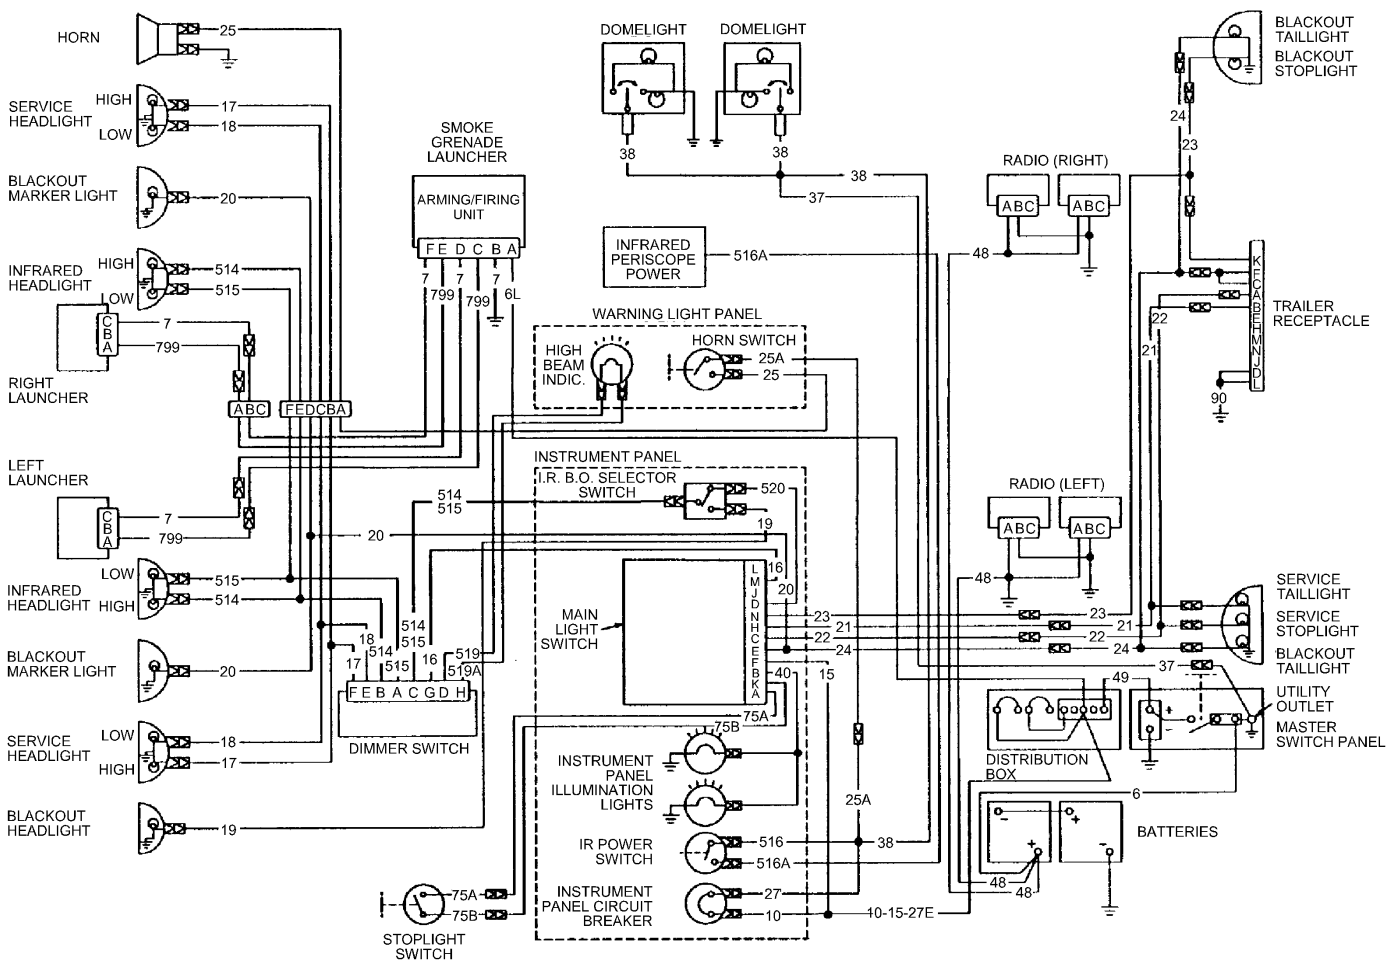 HORN
25
SERVICE
HEADLIGHT
HIGH
LOW
17
18
BLACKOUT
MARKER LIGHT
20
INFRARED
HEADLIGHT
HIGH
LOW
514
515
C
B
A
7
799
RIGHT
LAUNCHER
ABC
FEDCBA
LEFT
LAUNCHER
C
B
A
7
799
INFRARED
HEADLIGHT
LOW
HIGH
515
514
BLACKOUT
MARKER LIGHT
20
SERVICE
HEADLIGHT
LOW
HIGH
18
17
BLACKOUT
HEADLIGHT
19
SMOKE
GRENADE
LAUNCHER
ARMING/FIRING
UNIT
F E D C B A
7
799
7
799
7
6L
DOMELIGHT
DOMELIGHT
38
38
38
37
INFRARED
PERISCOPE
POWER
516A
WARNING LIGHT PANEL
HIGH
BEAM
INDIC.
HORN SWITCH
25A
25
INSTRUMENT PANEL
I.R. B.O. SELECTOR
SWITCH
514
515
520
19
20
16
20
L
M
J
D
N
H
C
E
F
B
K
A
MAIN
LIGHT
SWITCH
23
21
22
24
40
15
75A
75B
17
18
514
515
514
515
16
519
519A
F E B A C G D H
DIMMER SWITCH
INSTRUMENT
PANEL
ILLUMINATION
LIGHTS
IR POWER
SWITCH
516
516A
25A
38
INSTRUMENT
PANEL CIRCUIT
BREAKER
27
10
10-15-27E
75A
75B
STOPLIGHT
SWITCH
BLACKOUT
TAILLIGHT
BLACKOUT
STOPLIGHT
24
23
RADIO (RIGHT)
ABC
ABC
48
K
F
C
A
B
E
H
M
N
J
D
L
TRAILER
RECEPTACLE
22
21
90
RADIO (LEFT)
ABC
ABC
48
23
21
22
24
SERVICE
TAILLIGHT
SERVICE
STOPLIGHT
BLACKOUT
TAILLIGHT
37
49
+
-
UTILITY
OUTLET
MASTER
SWITCH PANEL
DISTRIBUTION
BOX
6
-
+
+
-
BATTERIES
48
48